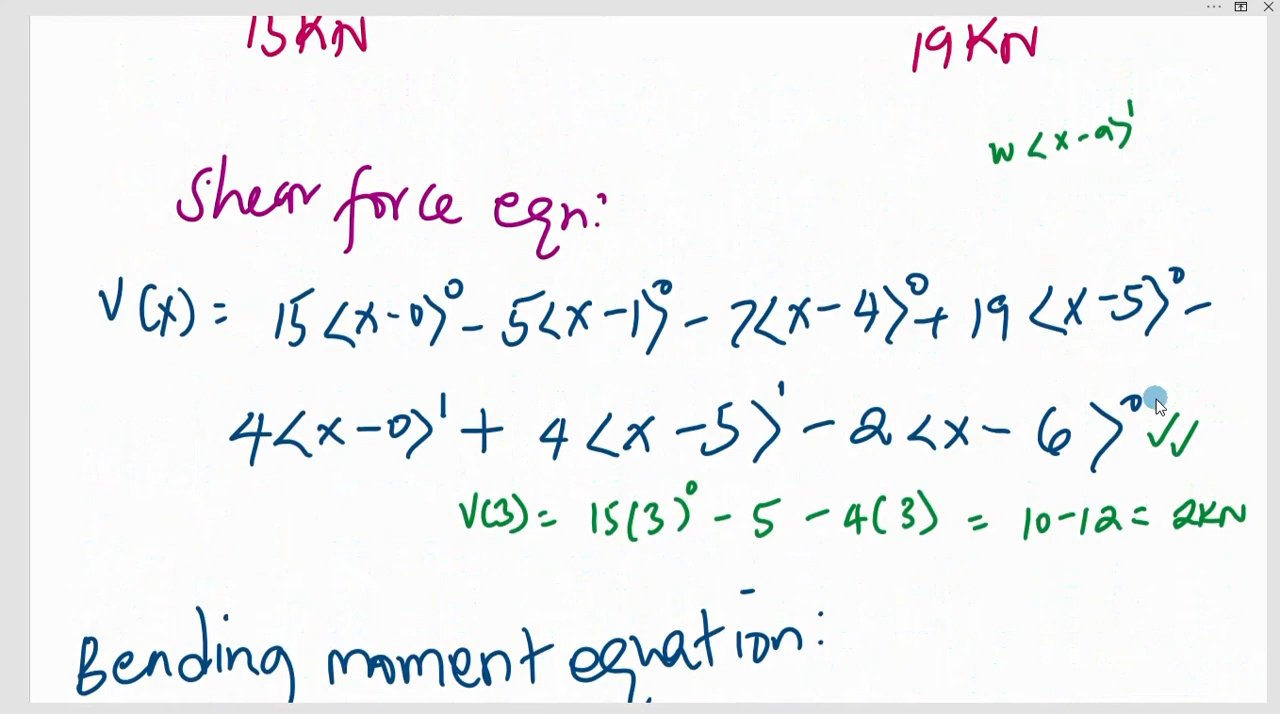 15KN 19KN
w<x-a>¹
Shear force eqn:
V(x) = 15<x-0>⁰ - 5<x-1>⁰ - 7<x-4>⁰ + 19<x-5>⁰ -
4<x-0>¹ + 4<x-5>¹ - 2<x-6>⁰ ✓✓
V(3) = 15(3)⁰ - 5 - 4(3) = 10-12 = 2KN
Bending moment equation: